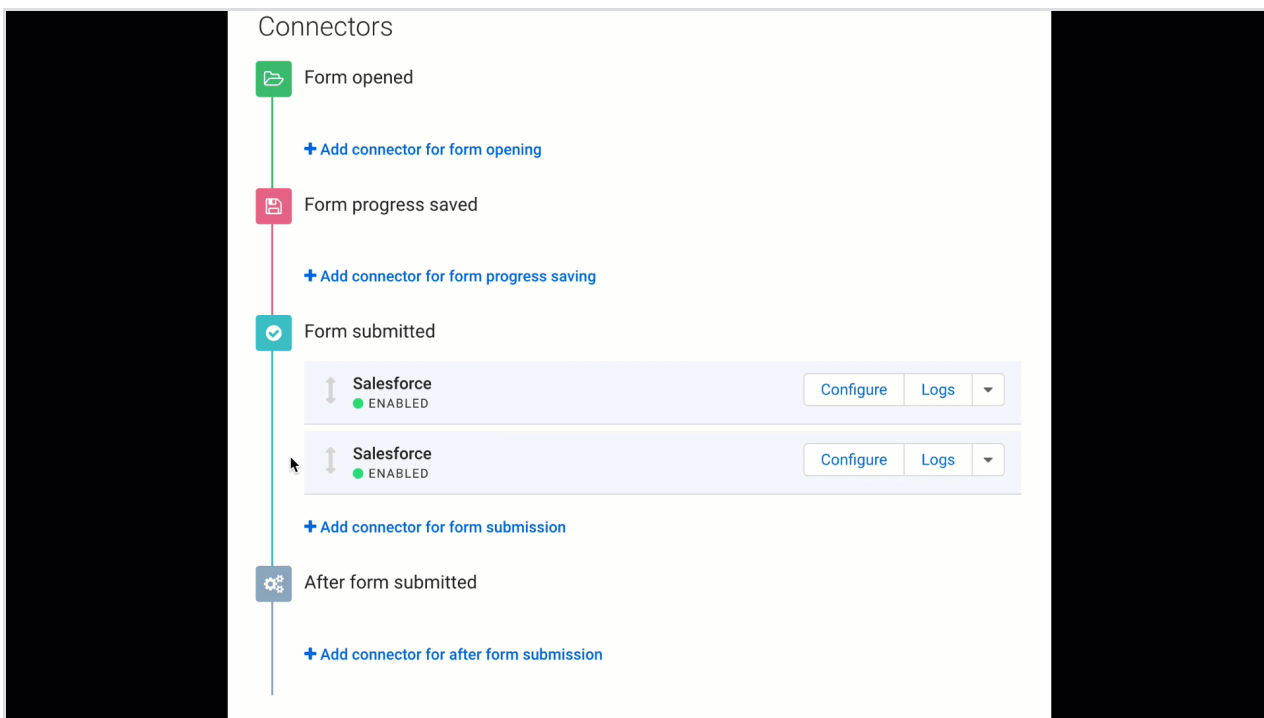 Connectors
Form opened
Add connector for form opening
Form progress saved
Add connector for form progress saving
Form submitted
Salesforce
ENABLED
Configure
Logs
Salesforce
ENABLED
Configure
Logs
Add connector for form submission
After form submitted
Add connector for after form submission